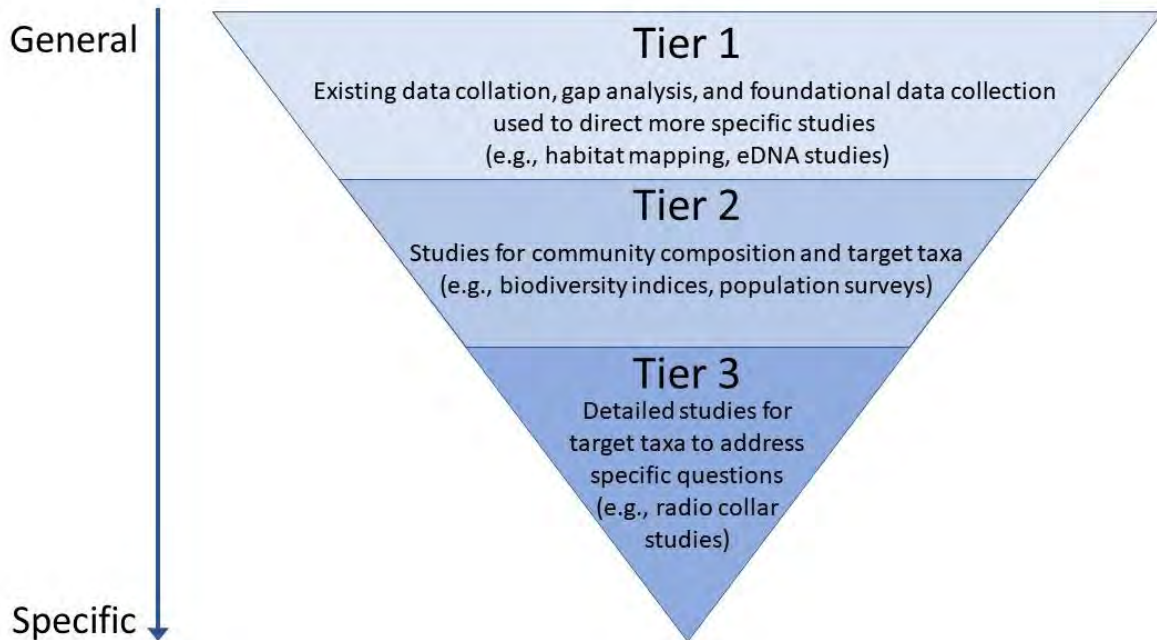 General
Tier 1
Existing data collation, gap analysis, and foundational data collection
used to direct more specific studies
(e.g., habitat mapping, eDNA studies)
Tier 2
Studies for community composition and target taxa
(e.g., biodiversity indices, population surveys)
Tier 3
Detailed studies for
target taxa to address
specific questions
(e.g., radio collar
studies)
Specific